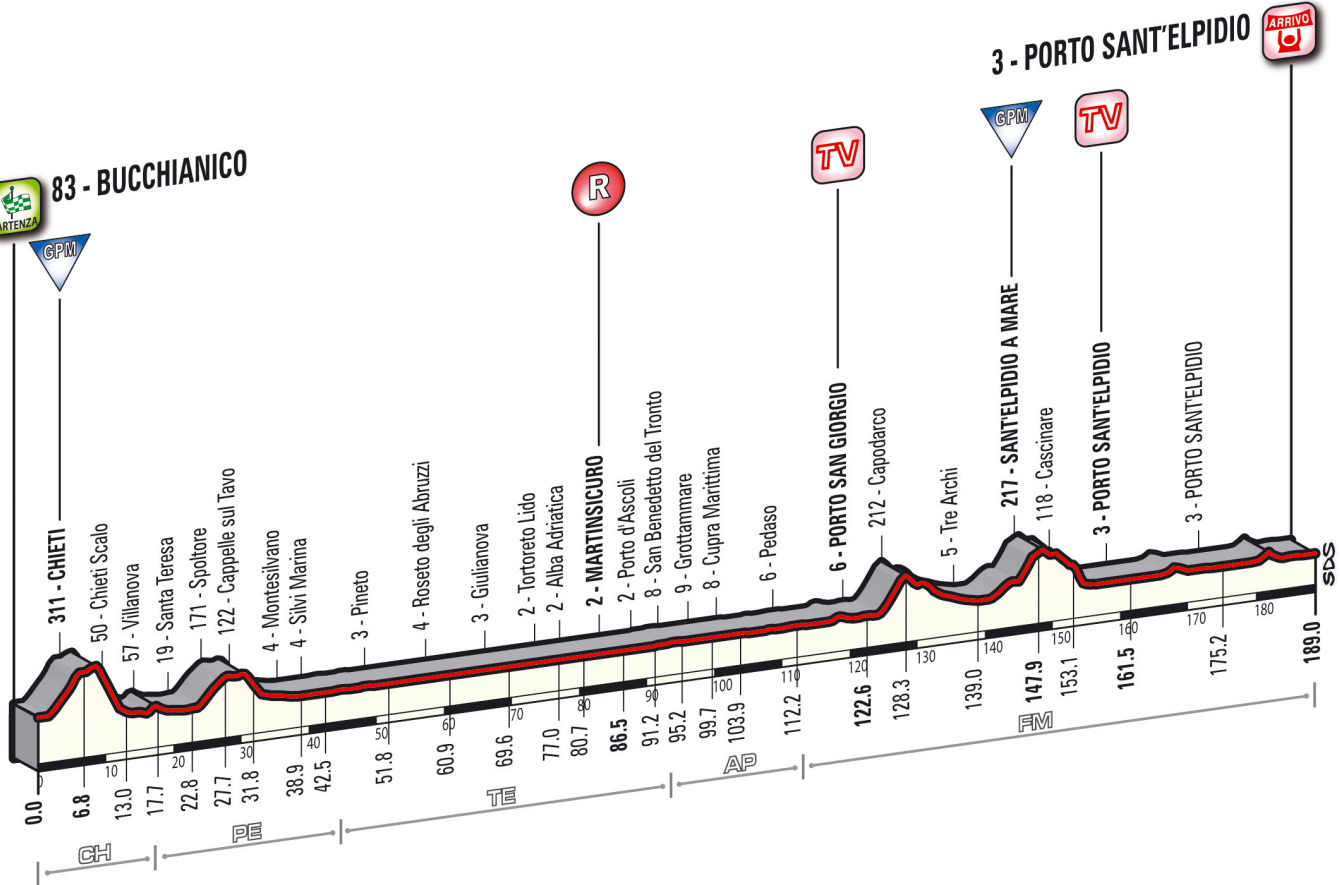 ARTENZA
83 - BUCCHIANICO
GPM
311 - CHIETI
50 - Chieti Scalo
57 - Villanova
19 - Santa Teresa
171 - Spoltore
122 - Cappelle sul Tavo
4 - Montesilvano
4 - Silvi Marina
3 - Pineto
4 - Roseto degli Abruzzi
3 - Giulianova
2 - Tortoreto Lido
2 - Alba Adriatica
R
2 - MARTINSICURO
2 - Porto d'Ascoli
8 - San Benedetto del Tronto
9 - Grottammare
8 - Cupra Marittima
6 - Pedaso
TV
6 - PORTO SAN GIORGIO
212 - Capodarco
5 - Tre Archi
GPM
217 - SANT'ELPIDIO A MARE
118 - Cascinare
TV
3 - PORTO SANT'ELPIDIO
3 - PORTO SANT'ELPIDIO
3 - PORTO SANT'ELPIDIO
ARRIVO
SDS
0 10 20 30 40 50 60 70 80 90 100 110 120 130 140 150 160 170 180
0.0
6.8
13.0
17.7
22.8
27.7
31.8
38.9
42.5
51.8
60.9
69.6
77.0
80.7
86.5
91.2
95.2
99.7
103.9
112.2
122.6
128.3
139.0
147.9
153.1
161.5
175.2
189.0
CH
PE
TE
AP
FM